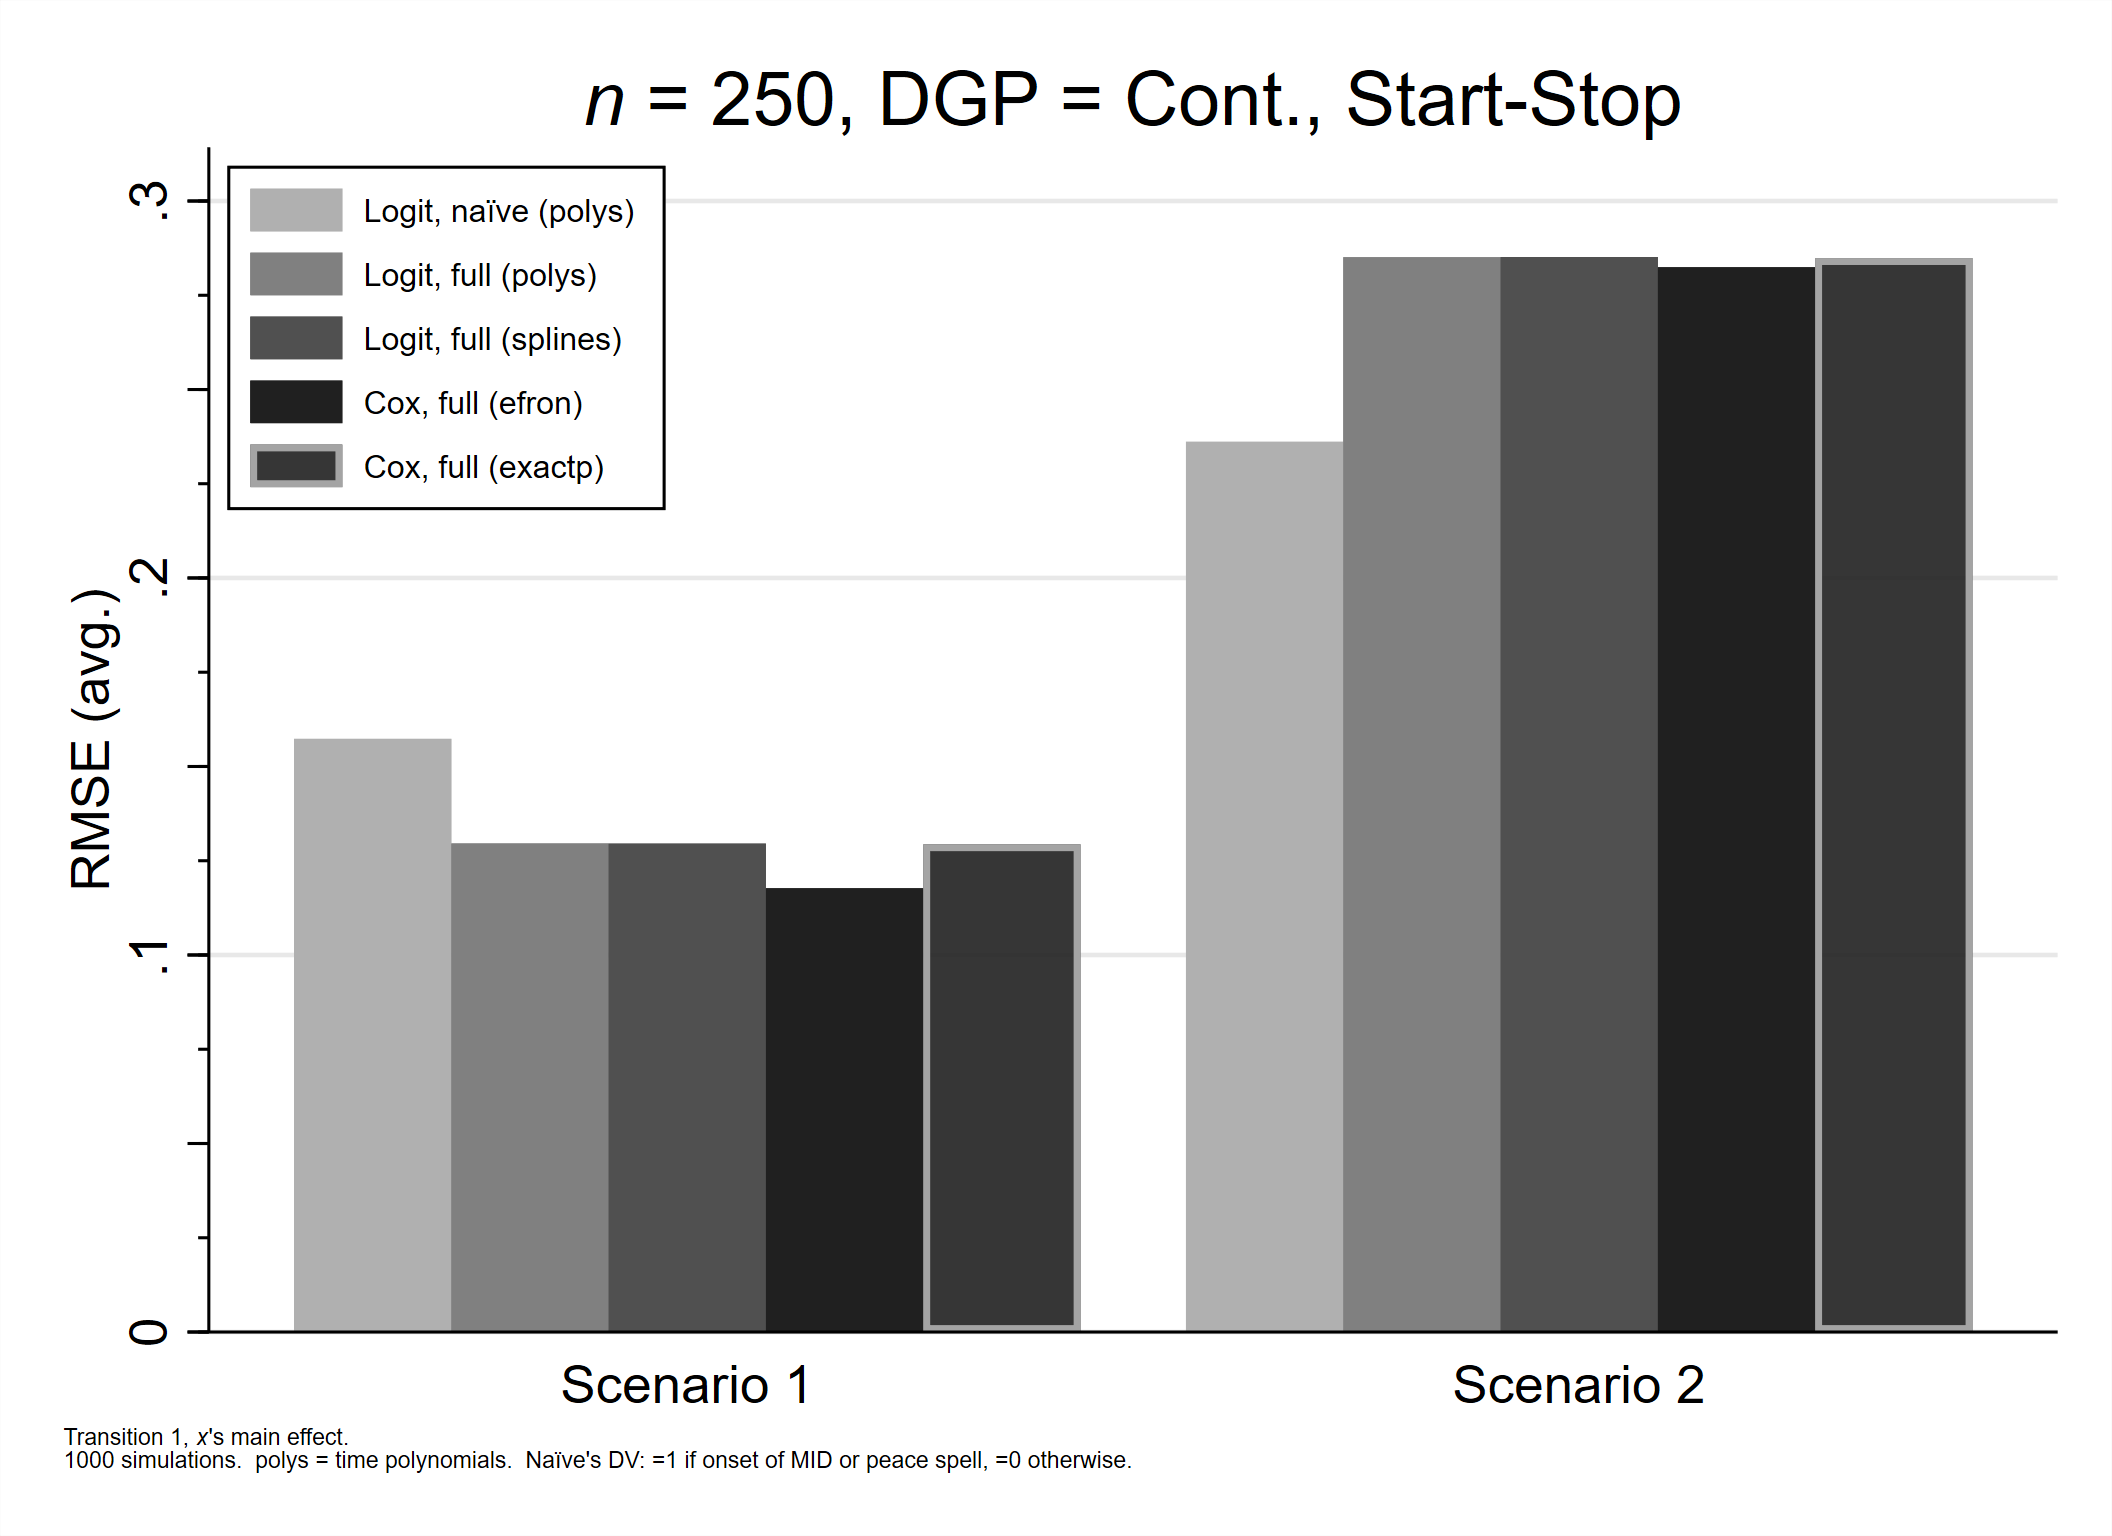 n = 250, DGP = Cont., Start-Stop
Logit, naïve (polys)
Logit, full (polys)
Logit, full (splines)
Cox, full (efron)
Cox, full (exactp)
RMSE (avg.)
.3
.2
.1
0
Scenario 1
Scenario 2
Transition 1, x's main effect.
1000 simulations.  polys = time polynomials.  Naïve's DV: =1 if onset of MID or peace spell, =0 otherwise.